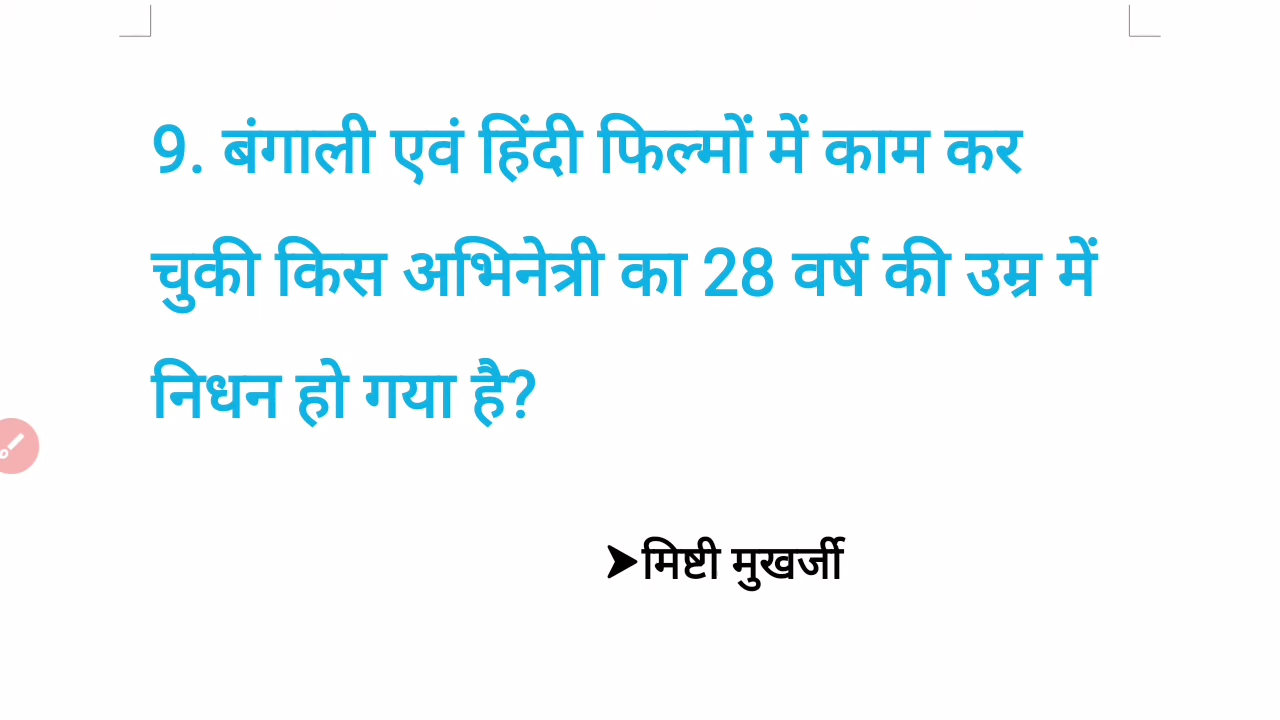 9. बंगाली एवं हिंदी फिल्मों में काम कर
चुकी किस अभिनेत्री का 28 वर्ष की उम्र में
निधन हो गया है?
➤मिष्टी मुखर्जी